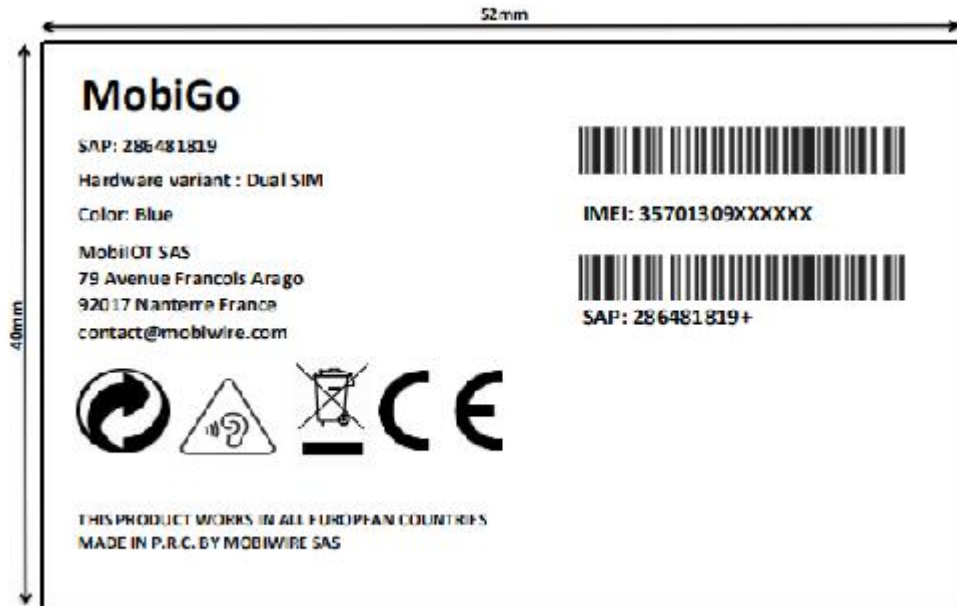 52mm
40mm
MobiGo
SAP: 286481819
Hardware variant : Dual SIM
Color: Blue
MobiIOT SAS
79 Avenue Francois Arago
92017 Nanterre France
contact@mobiwire.com
IMEI: 35701309XXXXXX
SAP: 286481819+
CE
THIS PRODUCT WORKS IN ALL EUROPEAN COUNTRIES
MADE IN P.R.C. BY MOBIWIRE SAS